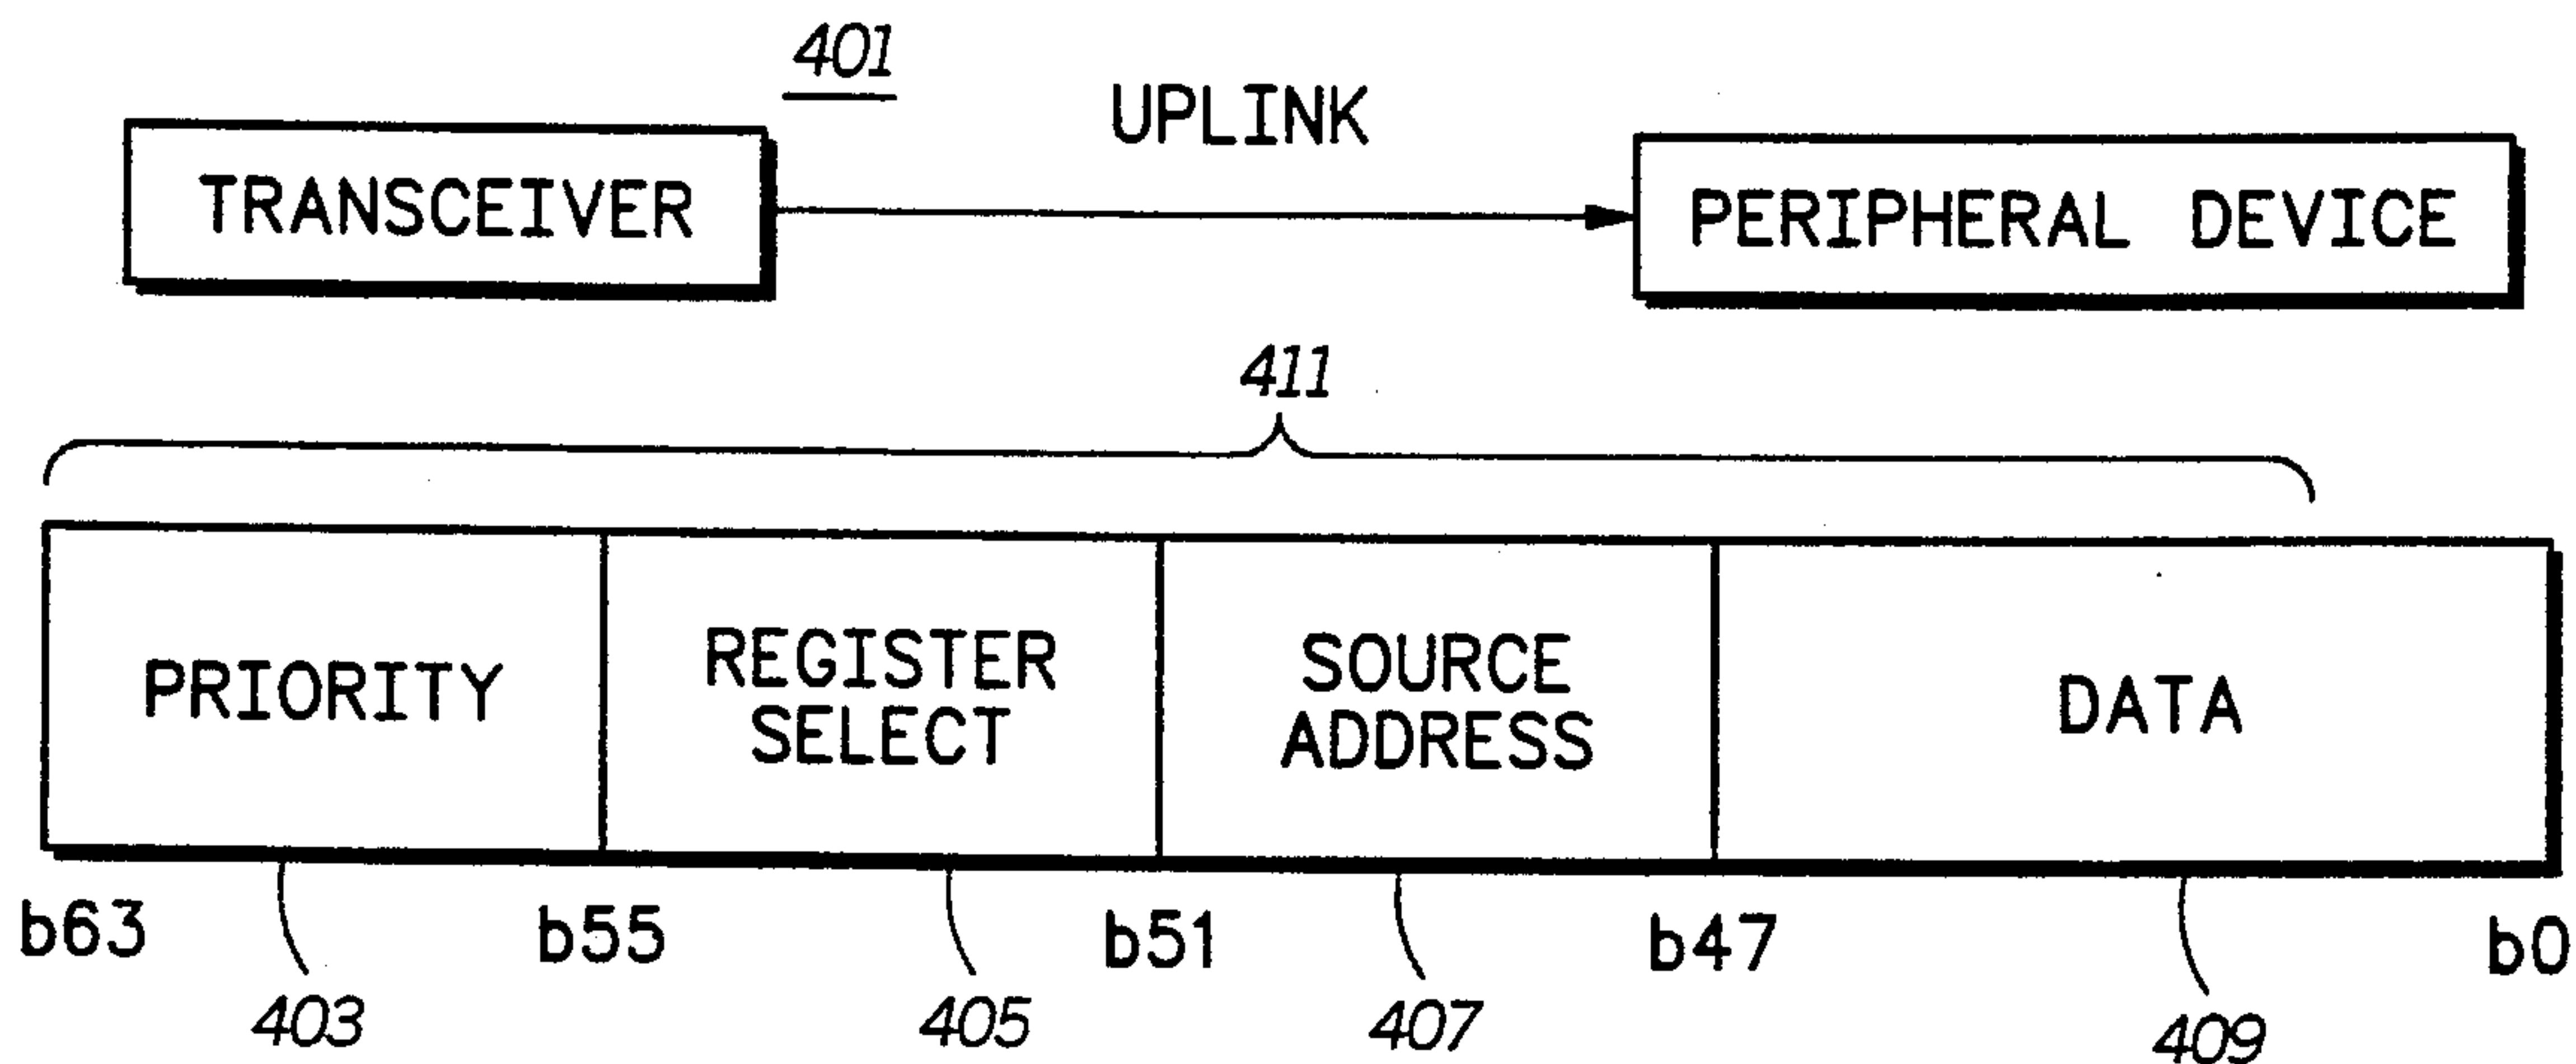 401
UPLINK
TRANSCEIVER
PERIPHERAL DEVICE
411
PRIORITY
REGISTER
SELECT
SOURCE
ADDRESS
DATA
b63
b55
b51
b47
b0
403
405
407
409